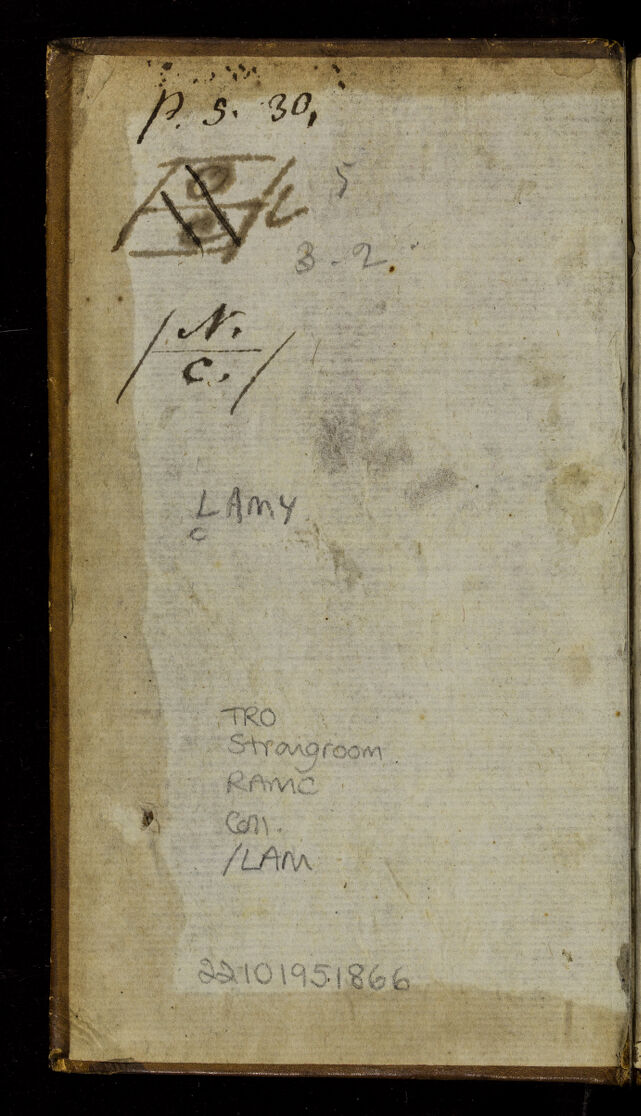 P. S. 30,
5
3-2.
/ N. /
C.
LAMY
C
TRO
Strongroom
RAMC
Coll.
/LAM
22101951866